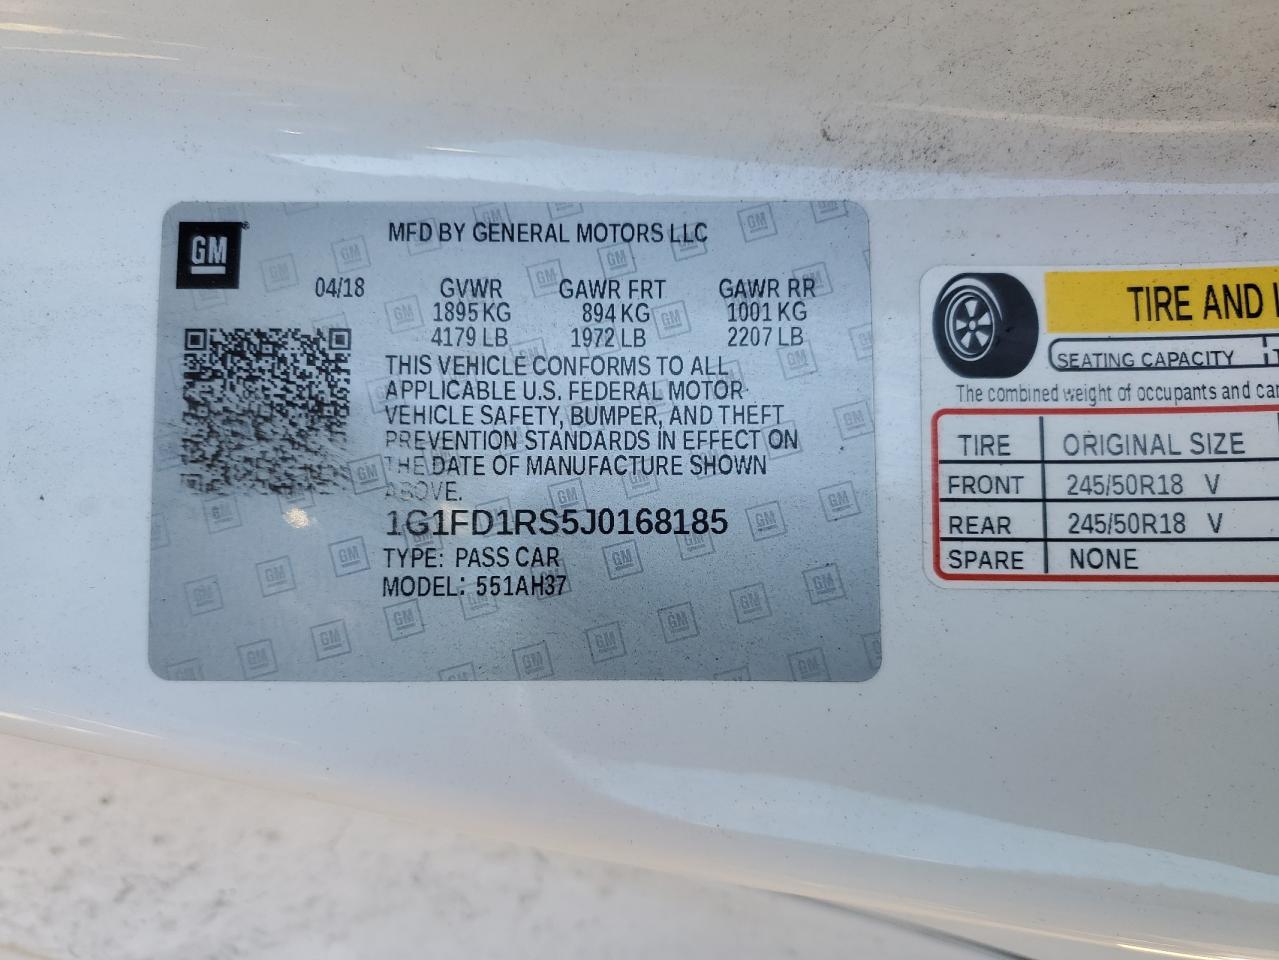 GM
MFD BY GENERAL MOTORS LLC
04/18 GVWR GAWR FRT GAWR RR
1895 KG 894 KG 1001 KG
4179 LB 1972 LB 2207 LB
THIS VEHICLE CONFORMS TO ALL
APPLICABLE U.S. FEDERAL MOTOR
VEHICLE SAFETY, BUMPER, AND THEFT
PREVENTION STANDARDS IN EFFECT ON
THE DATE OF MANUFACTURE SHOWN
ABOVE.
1G1FD1RS5J0168185
TYPE: PASS CAR
MODEL: 551AH37
TIRE AND
SEATING CAPACITY
The combined weight of occupants and
TIRE ORIGINAL SIZE
FRONT 245/50R18 V
REAR 245/50R18 V
SPARE NONE